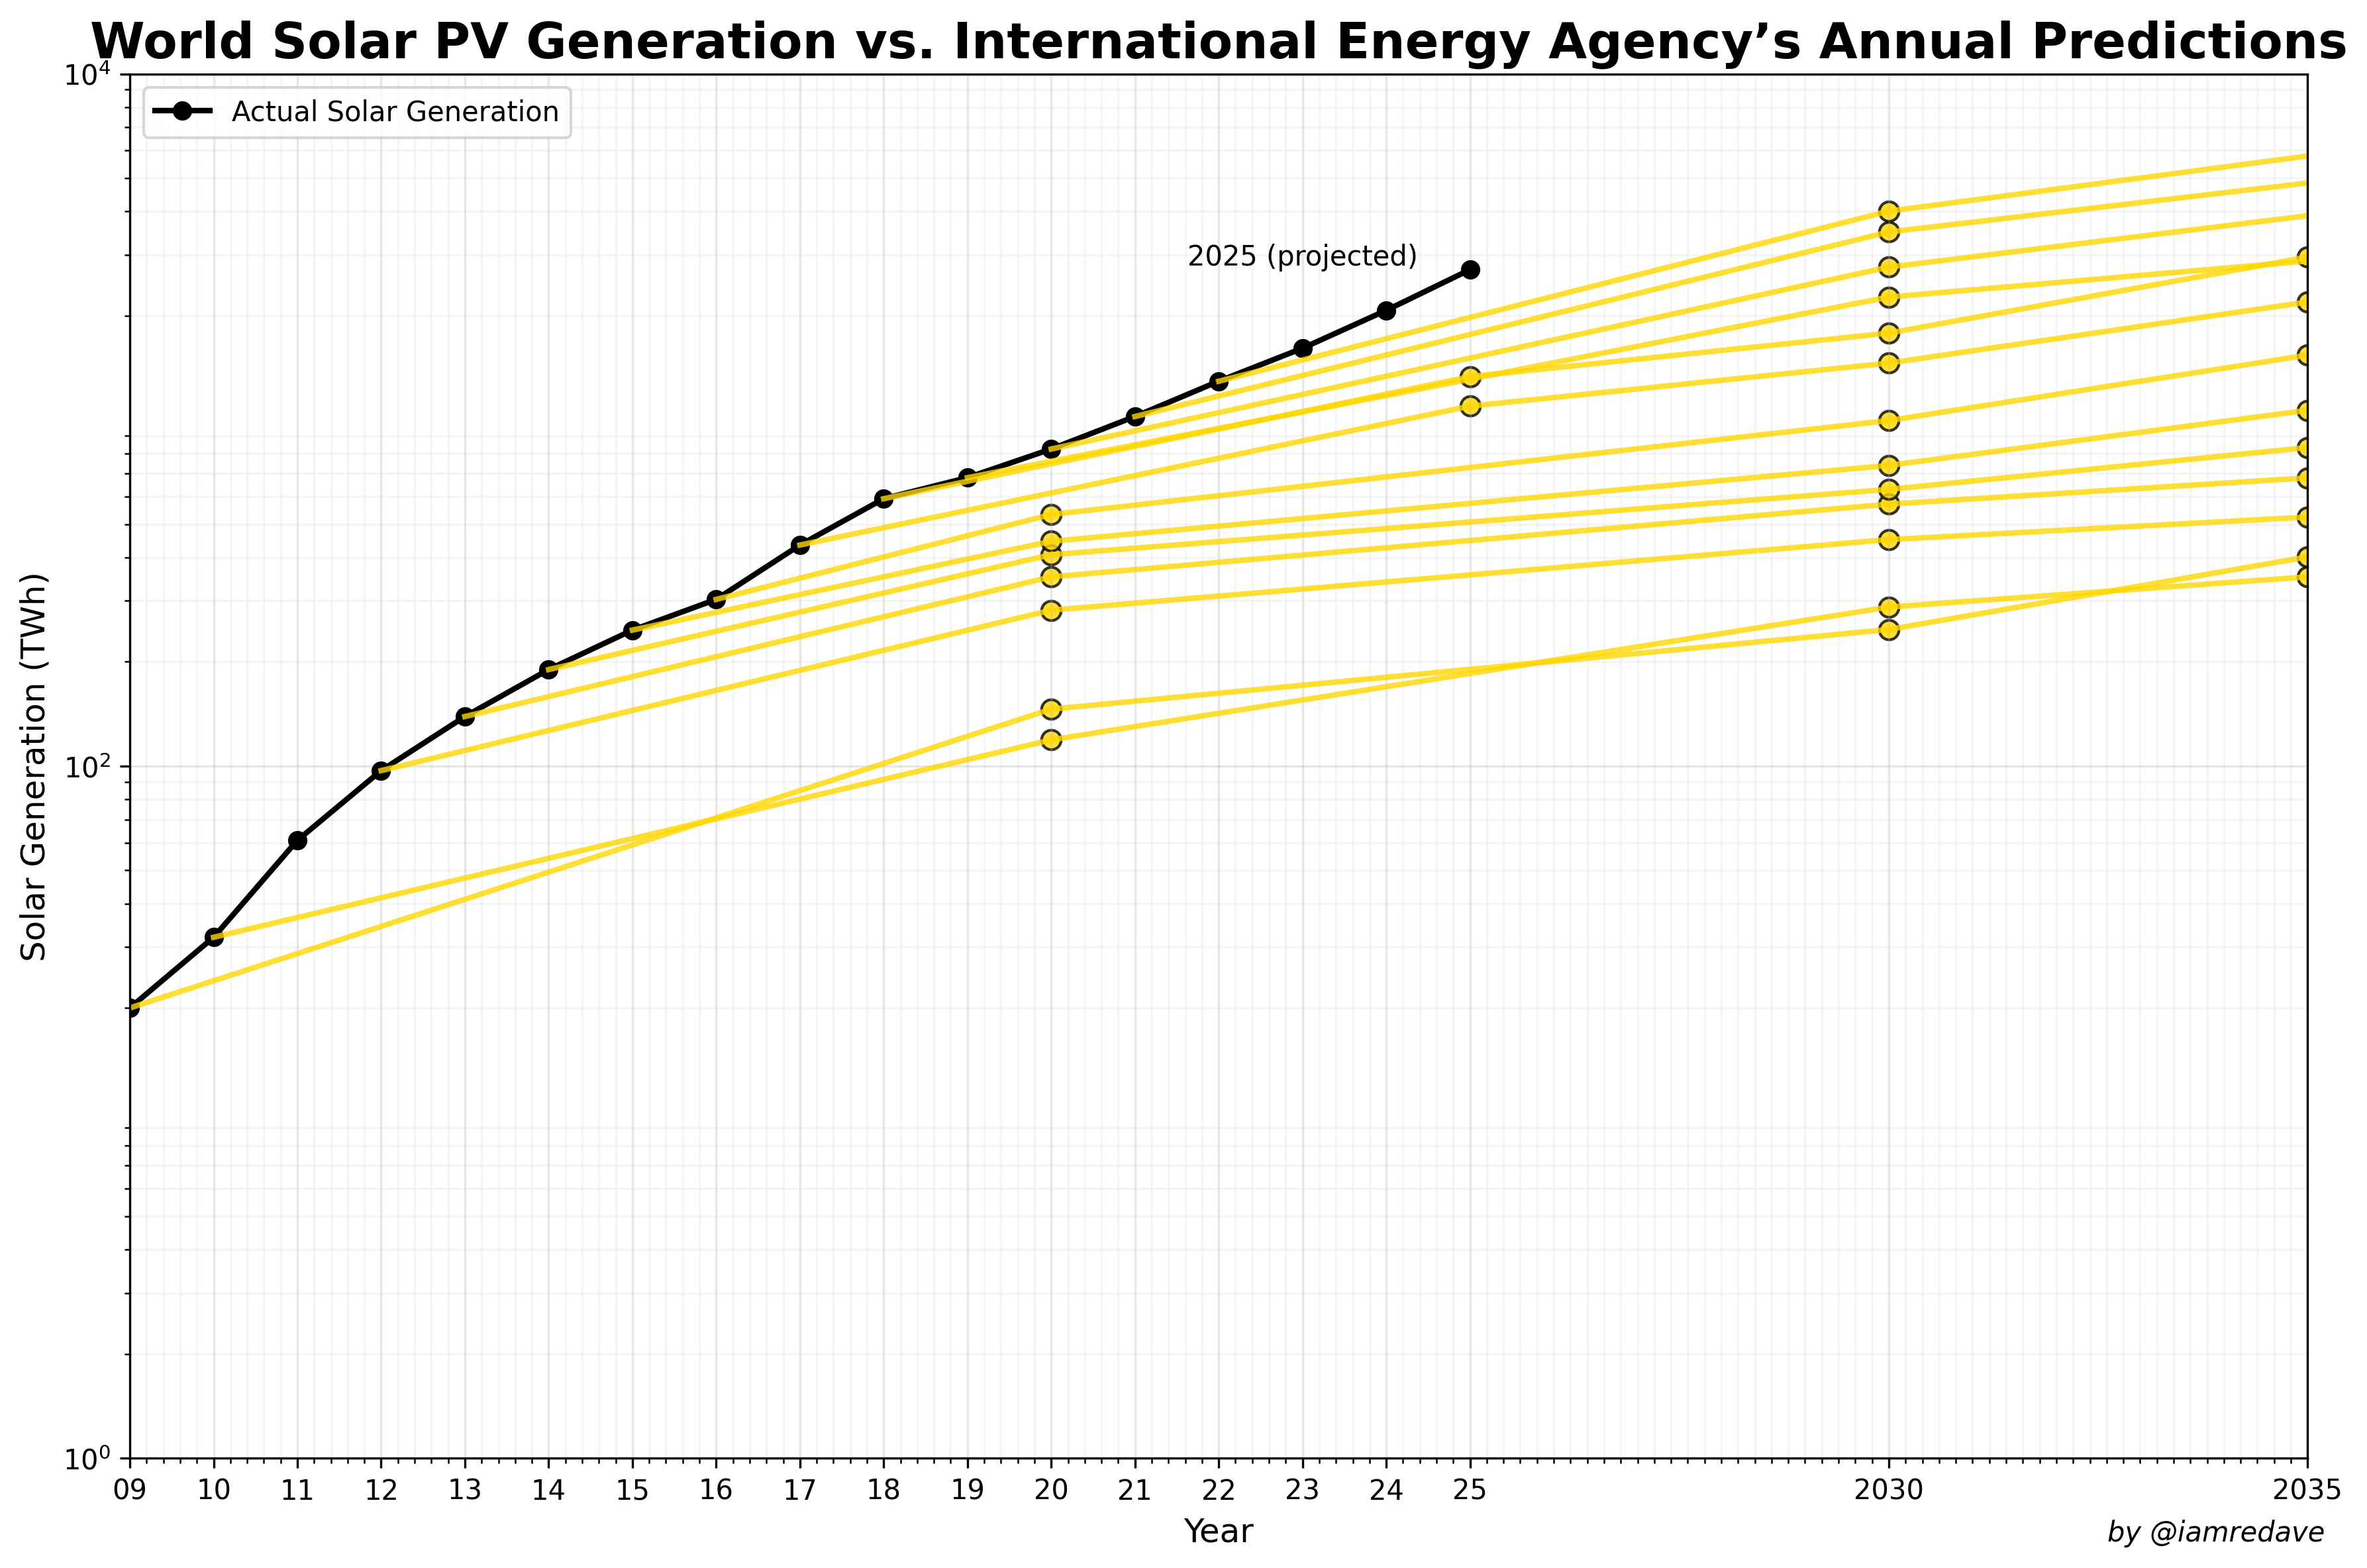 World Solar PV Generation vs. International Energy Agency’s Annual Predictions
10⁴
Actual Solar Generation
2025 (projected)
Solar Generation (TWh)
10²
10⁰
09 10 11 12 13 14 15 16 17 18 19 20 21 22 23 24 25 2030 2035
Year
by @iamredave